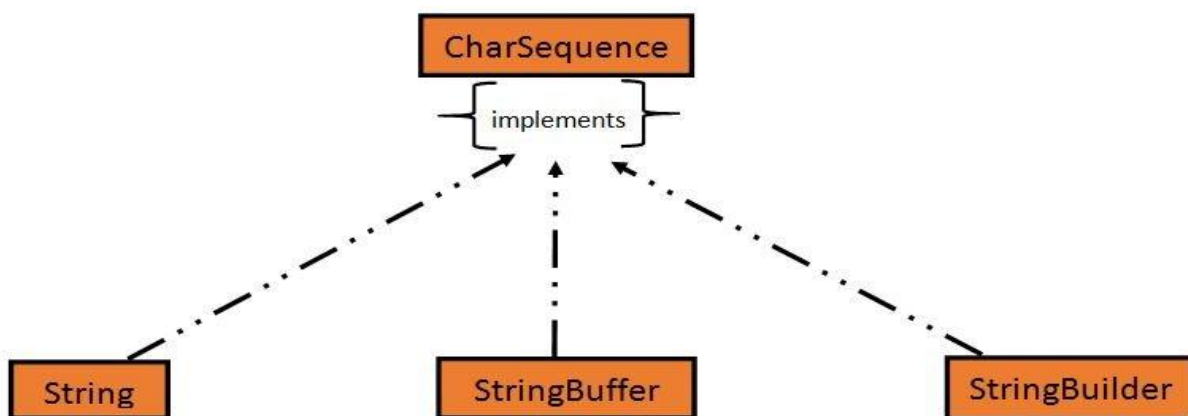 CharSequence
implements
String
StringBuffer
StringBuilder